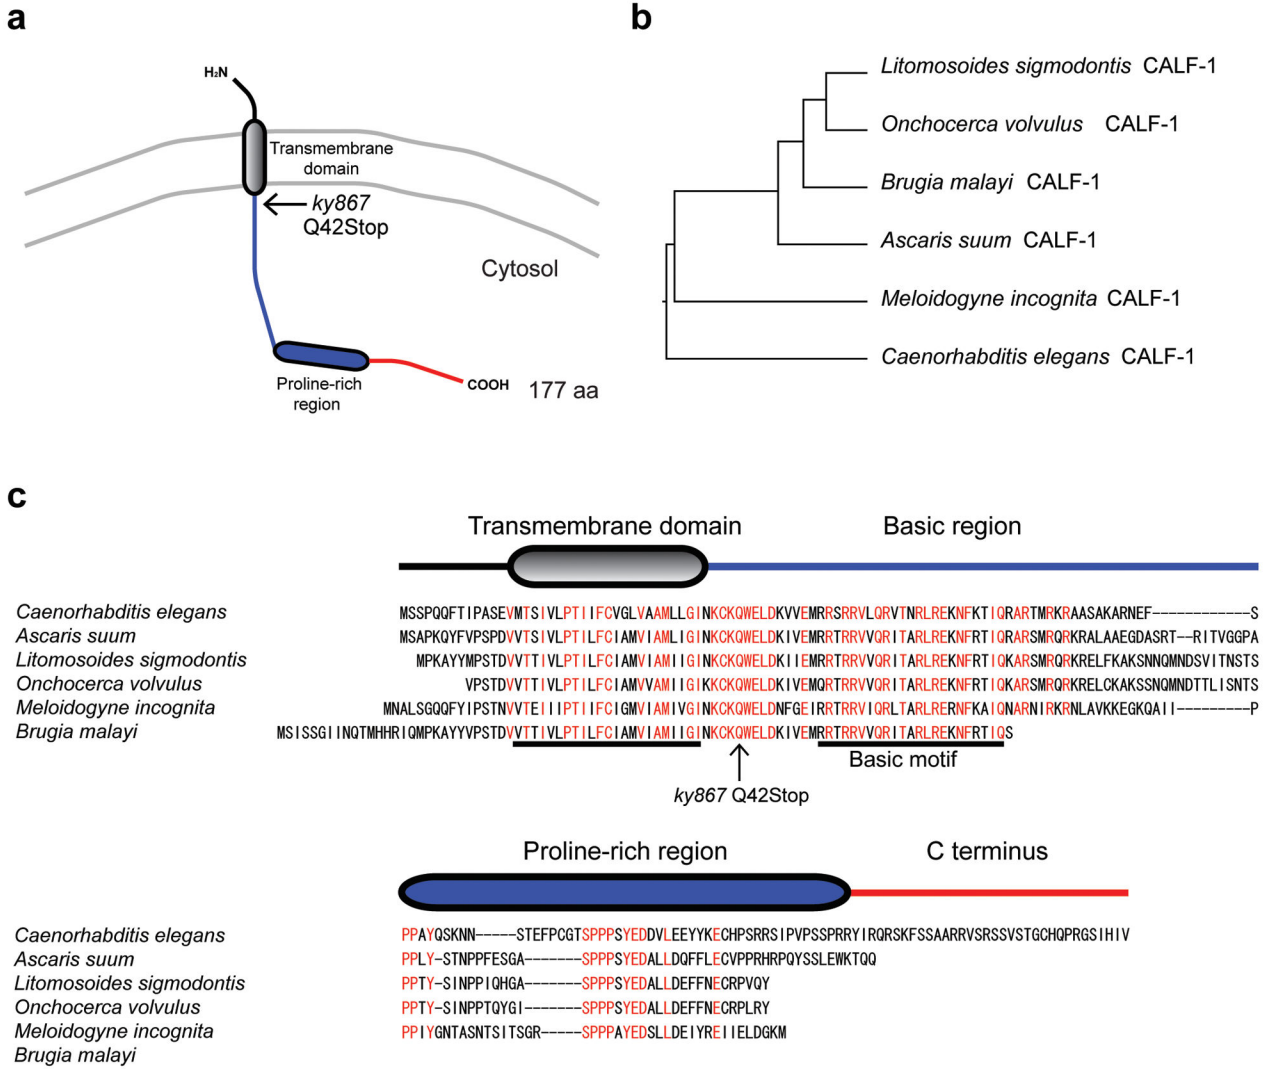 a
H₂N
Transmembrane
domain
ky867
Q42Stop
Cytosol
Proline-rich
region
COOH
177 aa
b
Litomosoides sigmodontis CALF-1
Onchocerca volvulus CALF-1
Brugia malayi CALF-1
Ascaris suum CALF-1
Meloidogyne incognita CALF-1
Caenorhabditis elegans CALF-1
c
Transmembrane domain Basic region
Caenorhabditis elegans MSSPQQFTIPASEVMTSIVLPTIIFCVGLVAAMLLGINKCKQWELDKVVEMRRSRRVLQRVTNRLREKNFKTIQRARTMRKRAASAKARNEF------------S
Ascaris suum MSAPKQYFVPSPDVVTSIVLPTILFCIAMVIAMLIGINKCKQWELDKIVEMRRTRRVVQRITARLREKNFRTIQRARSMRQRKRALAAEGDASRT--RITVGGPA
Litomosoides sigmodontis MPKAYYMPSTDVVTTIVLPTILFCIAMVIAMIIGINKCKQWELDKIIEMRRTRRVVQRITARLREKNFRTIQKARSMRQRKRELFKAKSNNQMNDSVITNSTS
Onchocerca volvulus VPSTDVVTTIVLPTILFCIAMVVAMIIGINKCKQWELDKIVEMQRTRRVVQRITARLREKNFRTIQKARSMRQRKRELCKAKSSNQMNDTTLISNTS
Meloidogyne incognita MNALSGQQFYIPSTNVVTEIIIPTILFCIGMVIAMIVGINKCKQWELDNFGEIRRTRRVIQRLTARLRERNFKAIQNARNIRKRNLAVKKEGKQAII---------P
Brugia malayi MSISSGIINQTMHHRIQMPKAYYVPSTDVVTTIVLPTILFCIAMVIAMIIGINKCKQWELDKIVEMRRTRRVVQRITARLREKNFRTIQS
Basic motif
ky867 Q42Stop
Proline-rich region C terminus
Caenorhabditis elegans PPAYQSKNN-----STEFPCGTSPPPSYEDDVLEEYYKECHPSRRSIPVPSSPRRYIRQRSKFSSAARRVSRSSVSTGCHQPRGSIHIV
Ascaris suum PPLY-STNPPFESGA-------SPPPSYEDALLDQFFLECVPPRHRPQYSSLEWKTQQ
Litomosoides sigmodontis PPTY-SINPPIQHGA-------SPPPSYEDALLDEFFNECRPVQY
Onchocerca volvulus PPTY-SINPPTQYGI-------SPPPSYEDALLDEFFNECRPLRY
Meloidogyne incognita PPIYGNTASNTSITSGR-----SPPPAYEDSLLDEIYREIIELDGKM
Brugia malayi